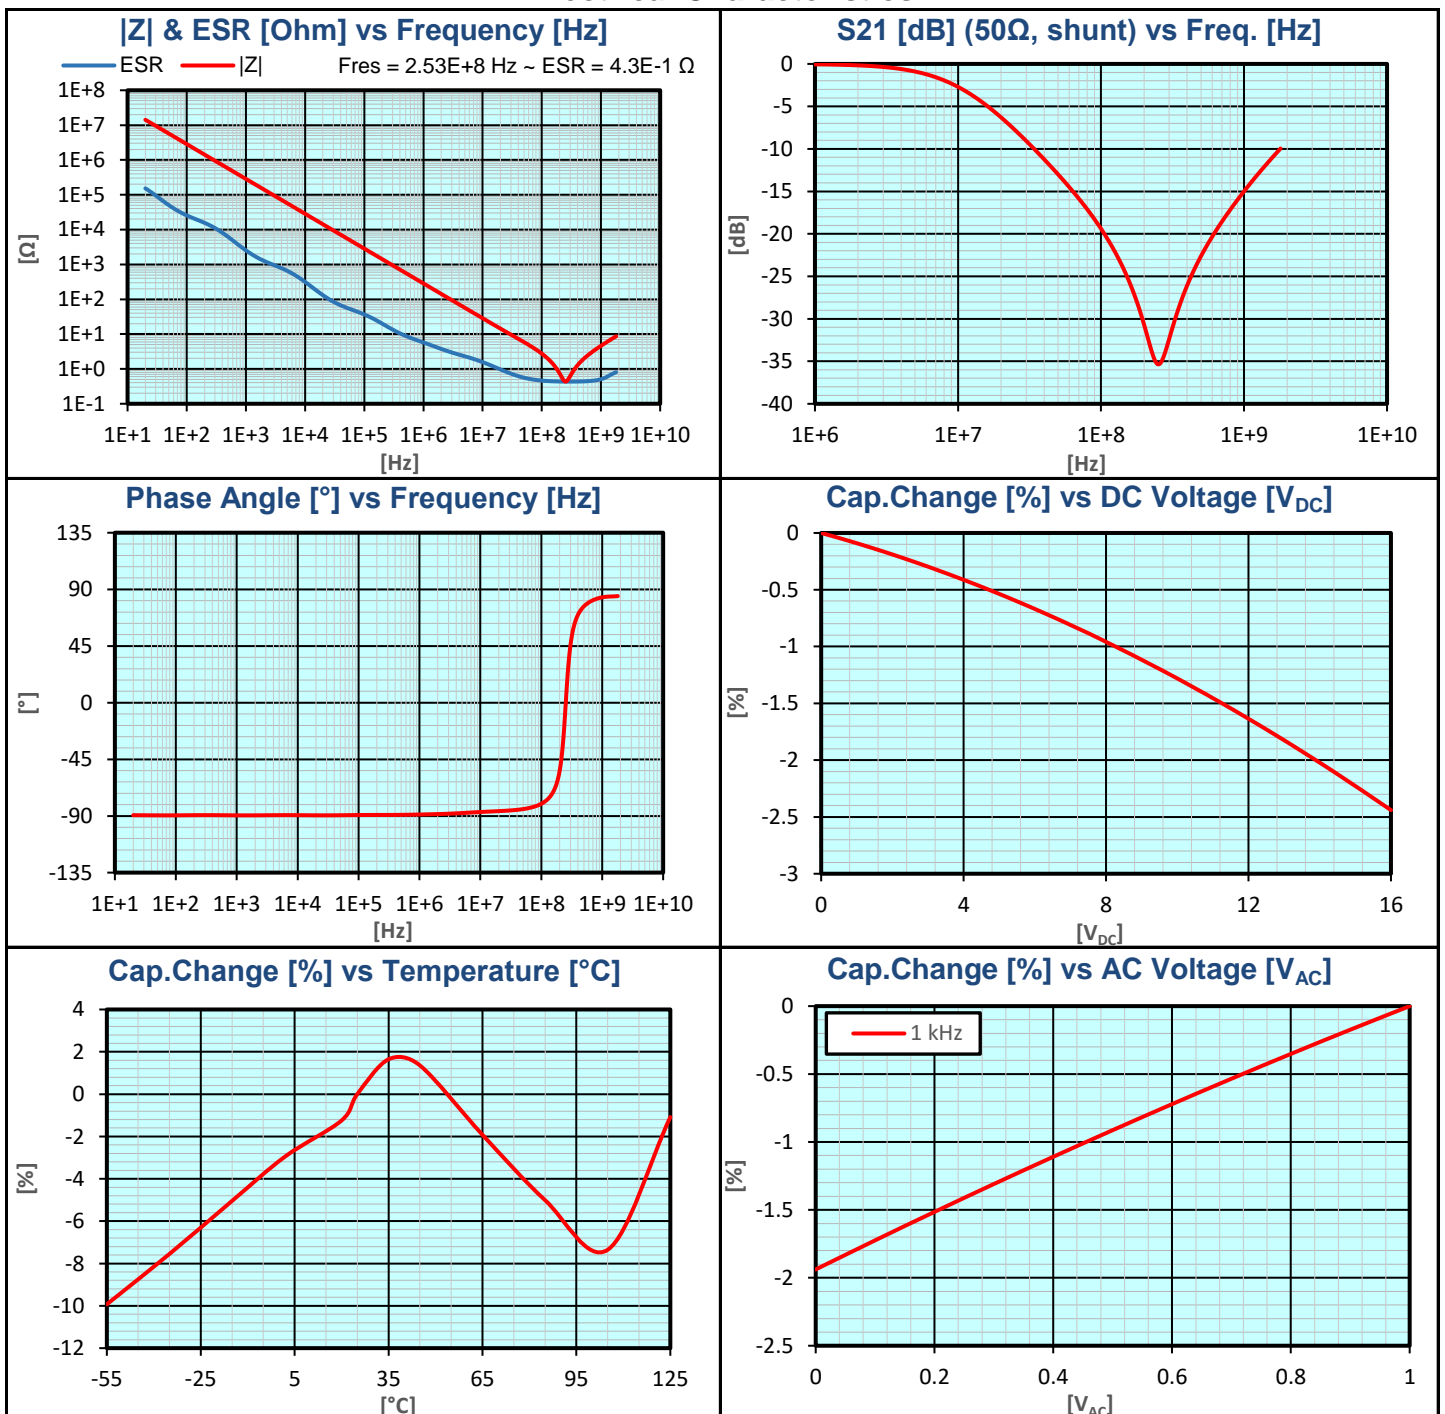 |Z| & ESR [Ohm] vs Frequency [Hz]
ESR |Z| Fres = 2.53E+8 Hz ~ ESR = 4.3E-1 Ω
1E+8
1E+7
1E+6
1E+5
1E+4
1E+3
1E+2
1E+1
1E+0
1E-1
[Ω]
1E+1 1E+2 1E+3 1E+4 1E+5 1E+6 1E+7 1E+8 1E+9 1E+10
[Hz]
S21 [dB] (50Ω, shunt) vs Freq. [Hz]
0
-5
-10
-15
-20
-25
-30
-35
-40
[dB]
1E+6 1E+7 1E+8 1E+9 1E+10
[Hz]
Phase Angle [°] vs Frequency [Hz]
135
90
45
0
-45
-90
-135
[°]
1E+1 1E+2 1E+3 1E+4 1E+5 1E+6 1E+7 1E+8 1E+9 1E+10
[Hz]
Cap.Change [%] vs DC Voltage [VDC]
0
-0.5
-1
-1.5
-2
-2.5
-3
[%]
0 4 8 12 16
[VDC]
Cap.Change [%] vs Temperature [°C]
4
2
0
-2
-4
-6
-8
-10
-12
[%]
-55 -25 5 35 65 95 125
[°C]
Cap.Change [%] vs AC Voltage [VAC]
1 kHz
0
-0.5
-1
-1.5
-2
-2.5
[%]
0 0.2 0.4 0.6 0.8 1
[VAC]